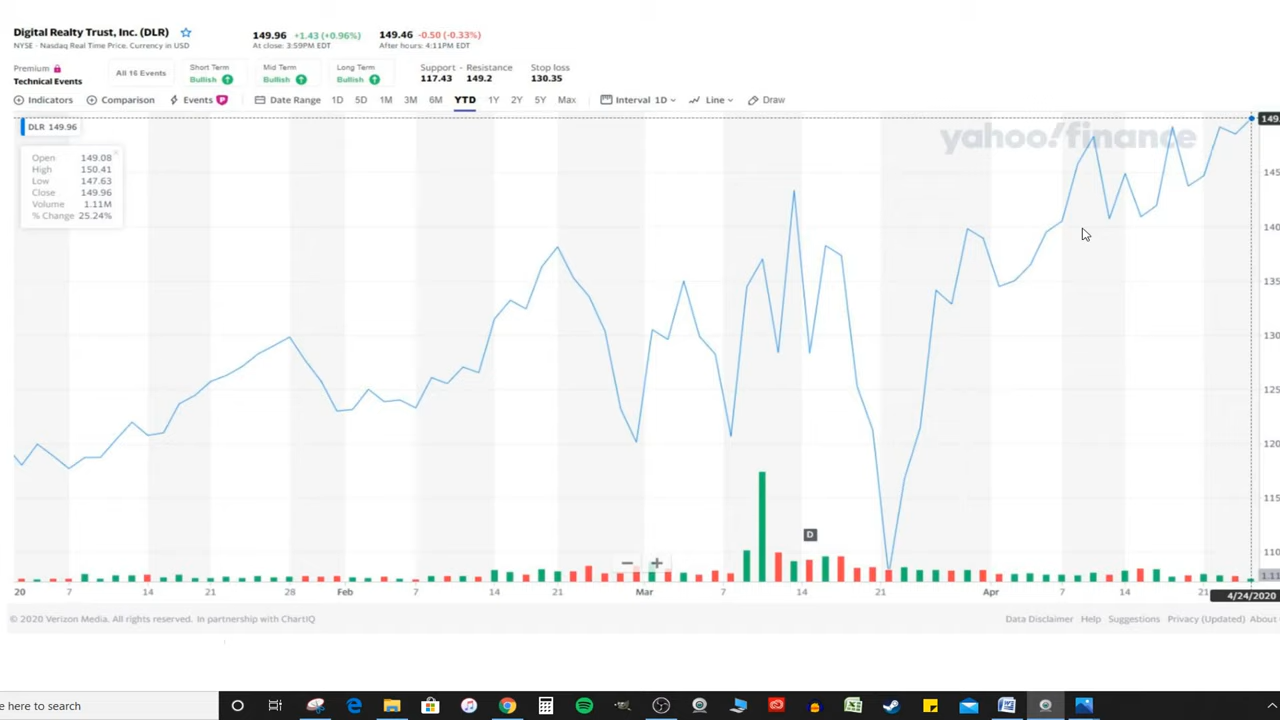 Digital Realty Trust, Inc. (DLR)
NYSE - Nasdaq Real Time Price. Currency in USD
149.96 +1.43 (+0.96%)
At close: 3:59PM EDT
149.46 -0.50 (-0.33%)
After hours: 4:11PM EDT
Premium
Technical Events
All 16 Events
Short Term
Bullish
Mid Term
Bullish
Long Term
Bullish
Support - Resistance
117.43 149.2
Stop loss
130.35
Indicators Comparison Events P Date Range 1D 5D 1M 3M 6M YTD 1Y 2Y 5Y Max Interval 1D Line Draw
DLR 149.96
yahoo!finance
Open 149.08
High 150.41
Low 147.63
Close 149.96
Volume 1.11M
% Change 25.24%
149.
145
140
135
130
125
120
115
110
1.11
D
20 7 14 21 28 Feb 7 14 21 Mar 7 14 21 Apr 7 14 21
4/24/2020
© 2020 Verizon Media. All rights reserved. In partnership with ChartIQ
Data Disclaimer Help Suggestions Privacy (Updated) About
e here to search